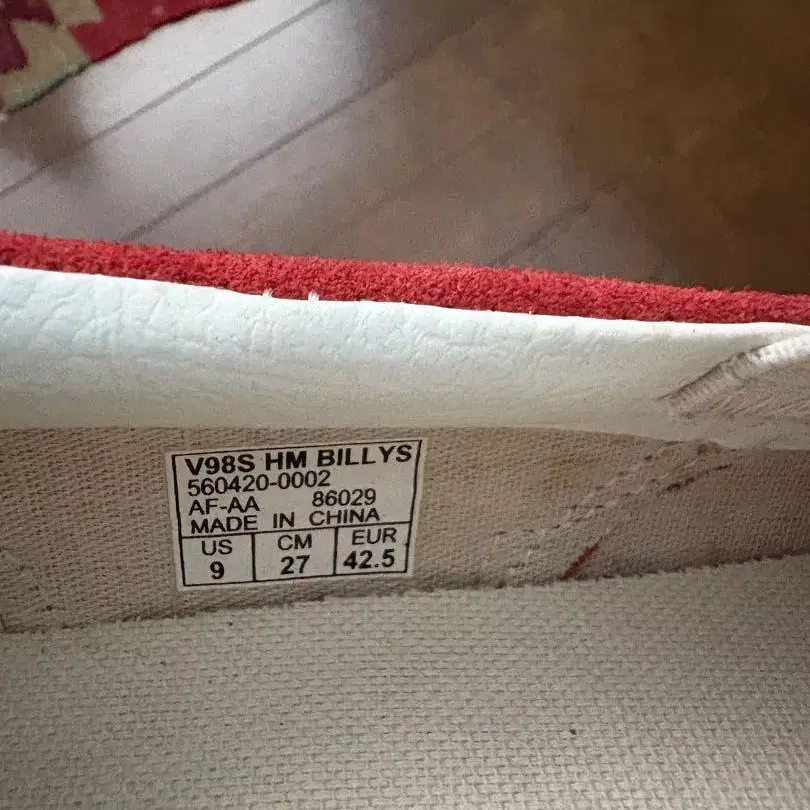 V98S HM BILLYS
560420-0002
AF-AA 86029
MADE IN CHINA
US CM EUR
9 27 42.5